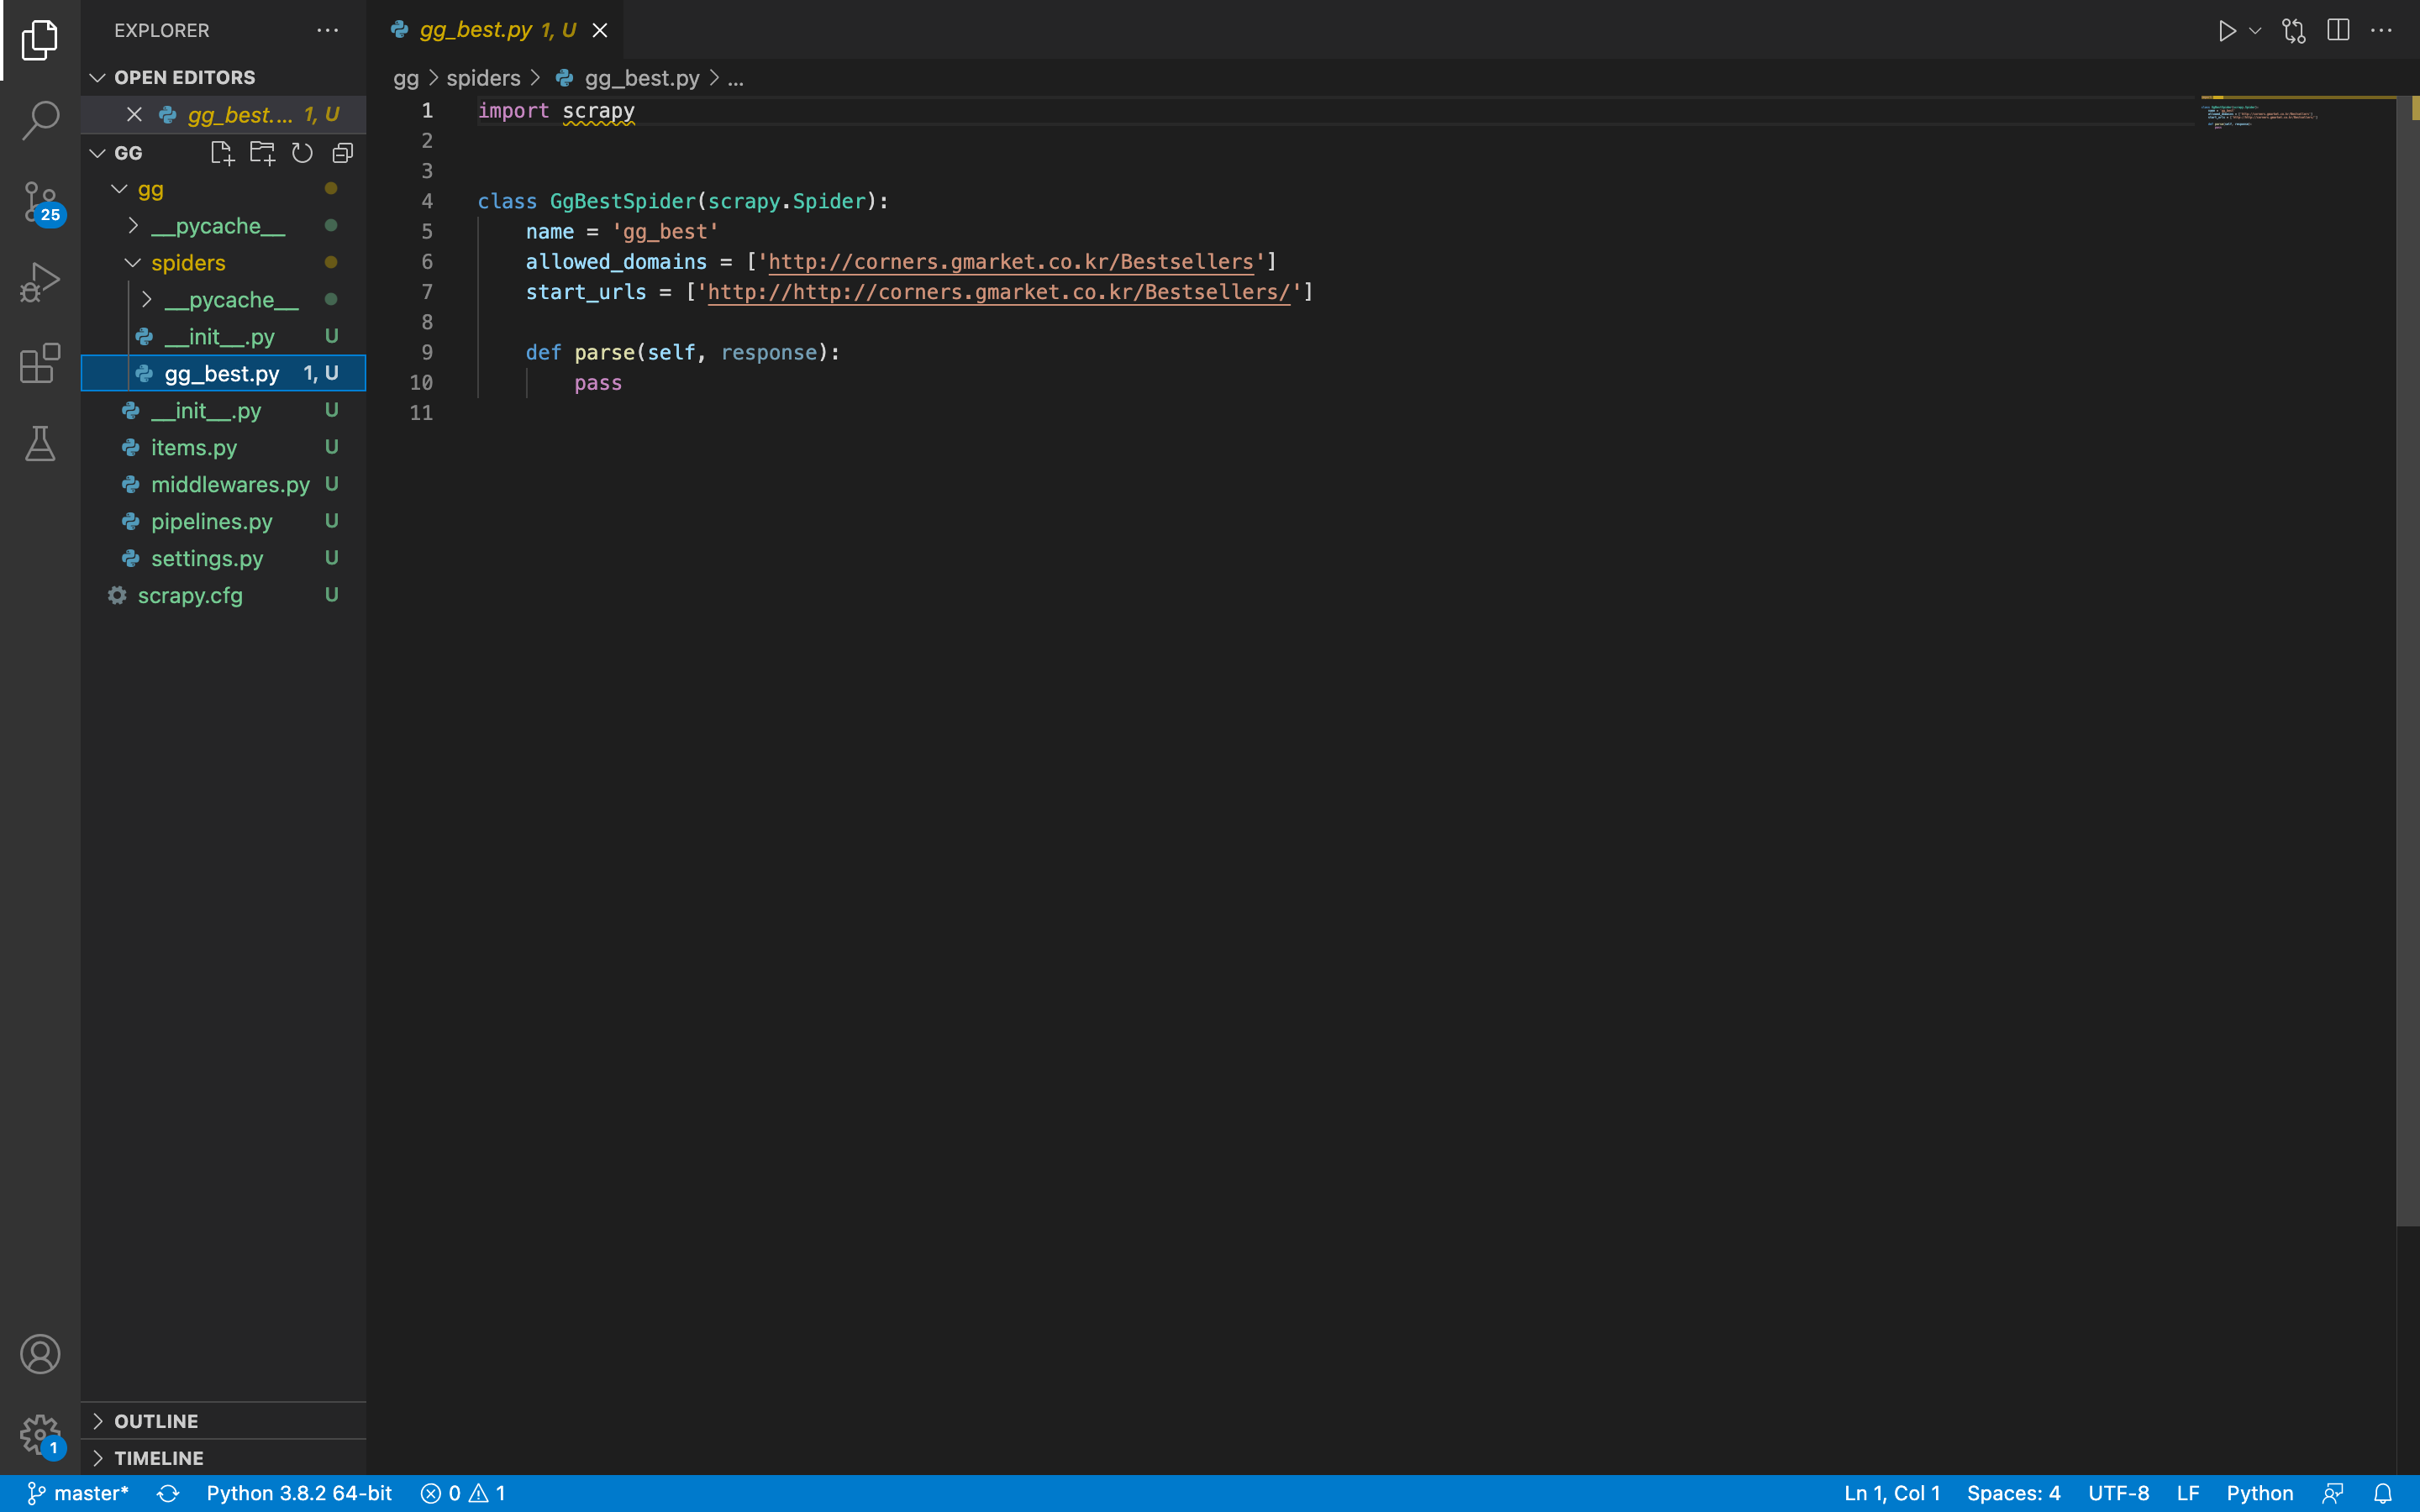 EXPLORER
OPEN EDITORS
gg_best.... 1, U
GG
gg
__pycache__
spiders
__pycache__
__init__.py U
gg_best.py 1, U
__init__.py U
items.py U
middlewares.py U
pipelines.py U
settings.py U
scrapy.cfg U
OUTLINE
TIMELINE
25
1
gg_best.py 1, U
gg > spiders > gg_best.py > ...
1 import scrapy
2
3
4 class GgBestSpider(scrapy.Spider):
5 name = 'gg_best'
6 allowed_domains = ['http://corners.gmarket.co.kr/Bestsellers']
7 start_urls = ['http://http://corners.gmarket.co.kr/Bestsellers/']
8
9 def parse(self, response):
10 pass
11
master* Python 3.8.2 64-bit 0 1 Ln 1, Col 1 Spaces: 4 UTF-8 LF Python